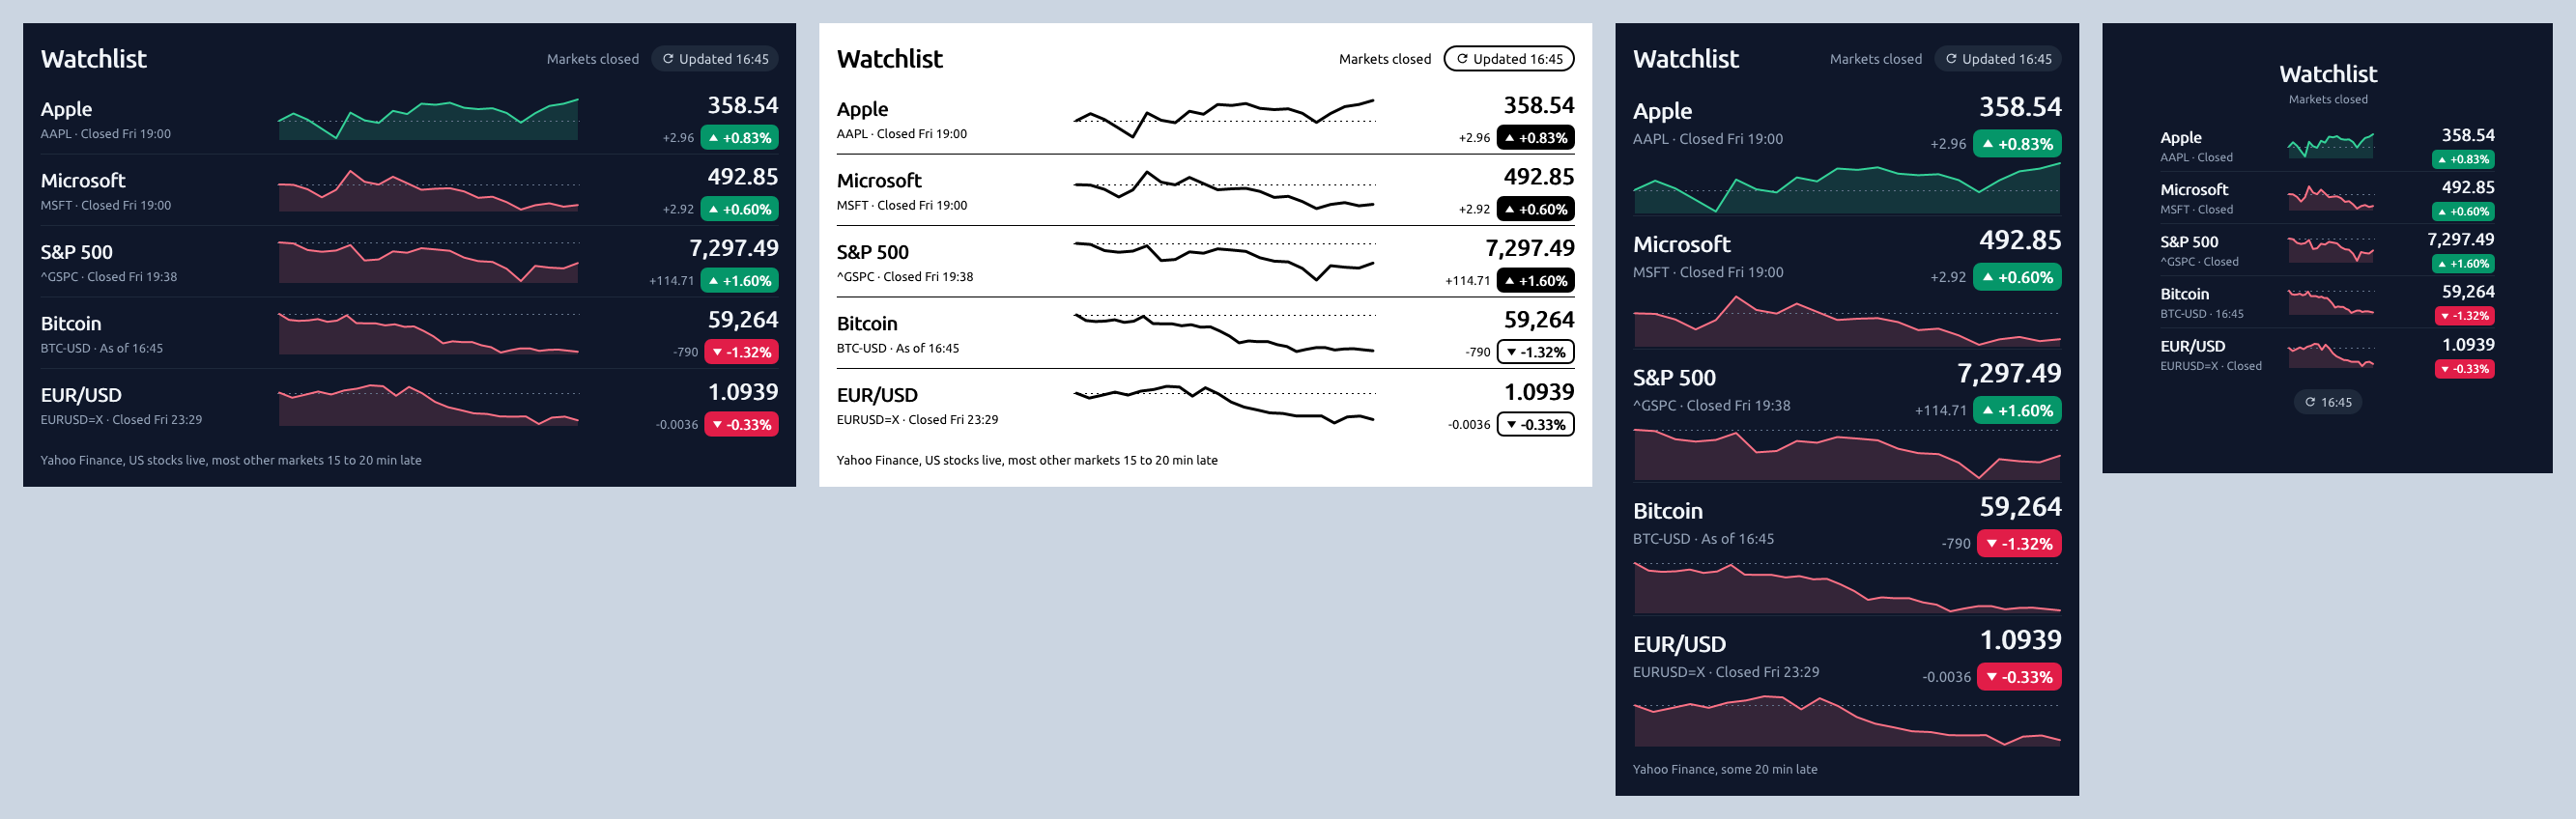 Watchlist
Markets closed
Updated 16:45
Apple
358.54
AAPL · Closed Fri 19:00
+2.96
+0.83%
Microsoft
492.85
MSFT · Closed Fri 19:00
+2.92
+0.60%
S&P 500
7,297.49
^GSPC · Closed Fri 19:38
+114.71
+1.60%
Bitcoin
59,264
BTC-USD · As of 16:45
-790
-1.32%
EUR/USD
1.0939
EURUSD=X · Closed Fri 23:29
-0.0036
-0.33%
Yahoo Finance, US stocks live, most other markets 15 to 20 min late
Watchlist
Markets closed
Updated 16:45
Apple
358.54
AAPL · Closed Fri 19:00
+2.96
+0.83%
Microsoft
492.85
MSFT · Closed Fri 19:00
+2.92
+0.60%
S&P 500
7,297.49
^GSPC · Closed Fri 19:38
+114.71
+1.60%
Bitcoin
59,264
BTC-USD · As of 16:45
-790
-1.32%
EUR/USD
1.0939
EURUSD=X · Closed Fri 23:29
-0.0036
-0.33%
Yahoo Finance, US stocks live, most other markets 15 to 20 min late
Watchlist
Markets closed
Updated 16:45
Apple
358.54
AAPL · Closed Fri 19:00
+2.96
+0.83%
Microsoft
492.85
MSFT · Closed Fri 19:00
+2.92
+0.60%
S&P 500
7,297.49
^GSPC · Closed Fri 19:38
+114.71
+1.60%
Bitcoin
59,264
BTC-USD · As of 16:45
-790
-1.32%
EUR/USD
1.0939
EURUSD=X · Closed Fri 23:29
-0.0036
-0.33%
Yahoo Finance, some 20 min late
Watchlist
Markets closed
Apple
358.54
AAPL · Closed
+0.83%
Microsoft
492.85
MSFT · Closed
+0.60%
S&P 500
7,297.49
^GSPC · Closed
+1.60%
Bitcoin
59,264
BTC-USD · 16:45
-1.32%
EUR/USD
1.0939
EURUSD=X · Closed
-0.33%
16:45